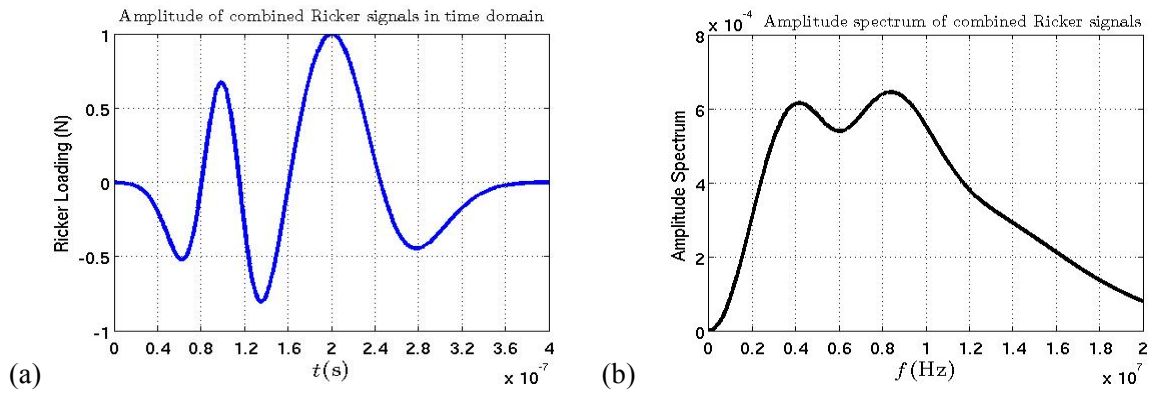 Amplitude of combined Ricker signals in time domain
1
0.5
0
-0.5
-1
Ricker Loading (N)
0 0.4 0.8 1.2 1.6 2 2.4 2.8 3.2 3.6 4
t(s)
x 10^-7
(a)
x 10^-4
Amplitude spectrum of combined Ricker signals
8
6
4
2
0
Amplitude Spectrum
0 0.2 0.4 0.6 0.8 1 1.2 1.4 1.6 1.8 2
f(Hz)
x 10^7
(b)